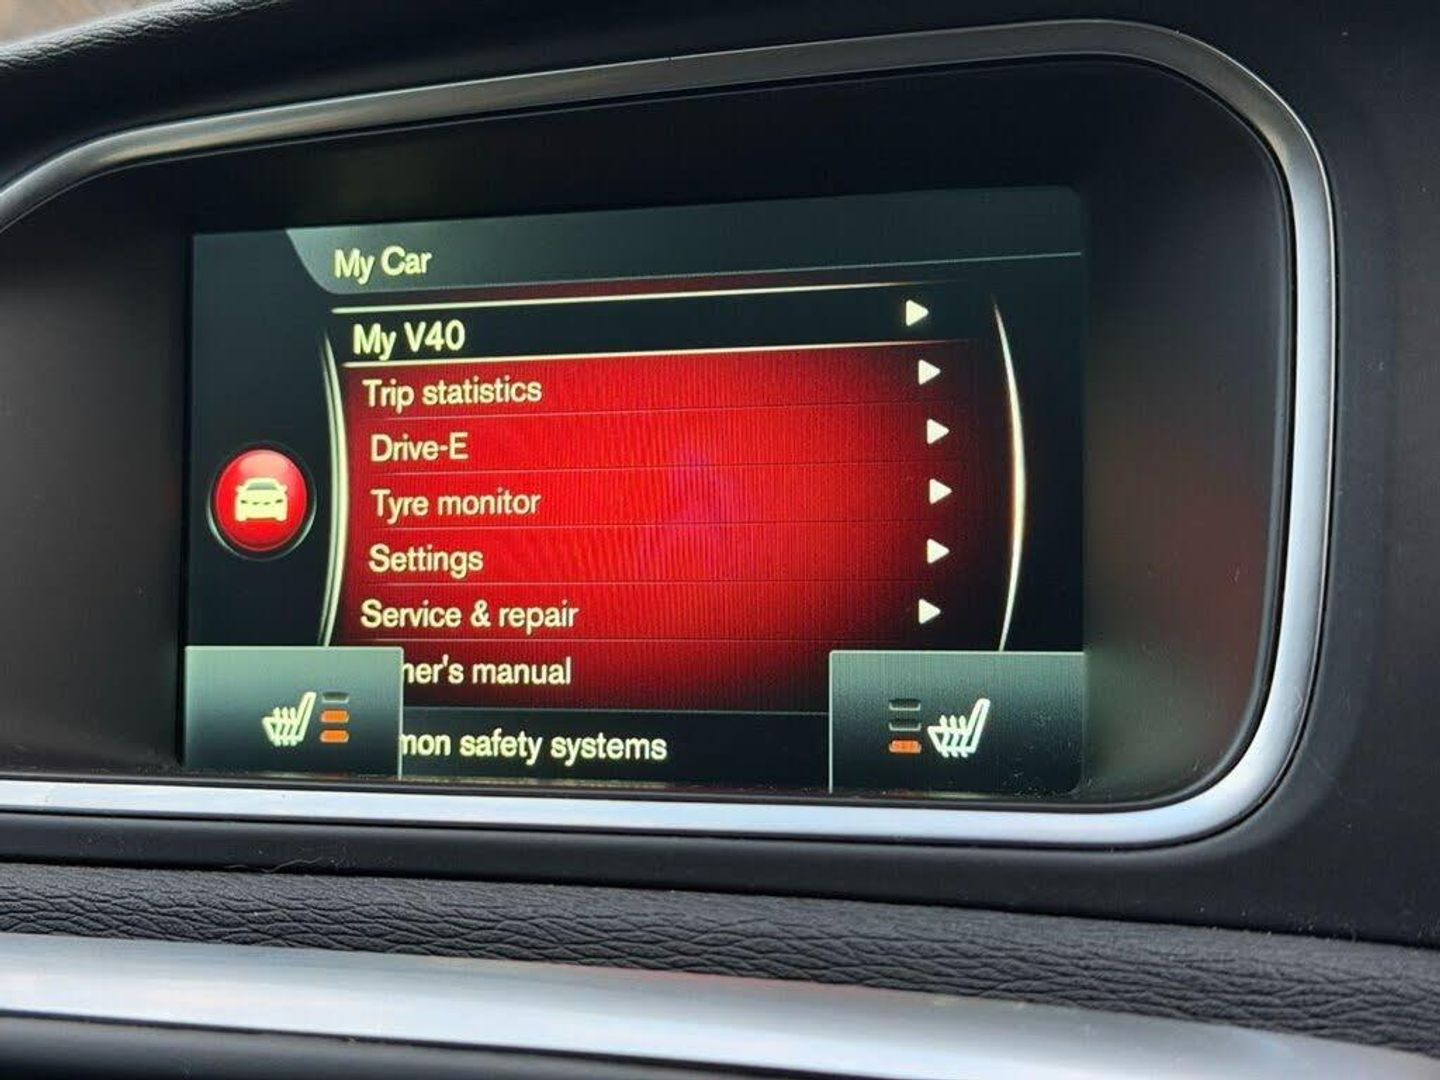 My Car
My V40
Trip statistics
Drive-E
Tyre monitor
Settings
Service & repair
ner's manual
mon safety systems